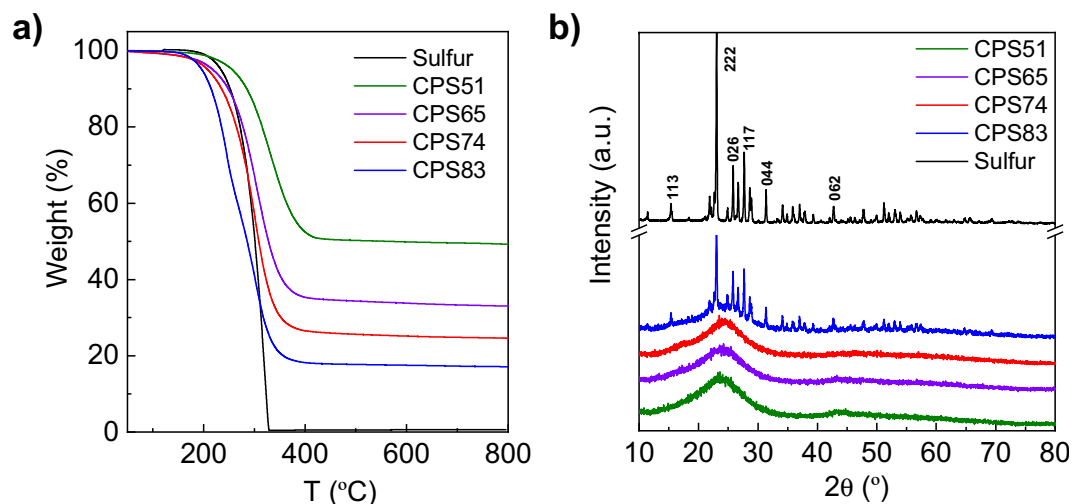 a)
Weight (%)
100
80
60
40
20
0
Sulfur
CPS51
CPS65
CPS74
CPS83
200
400
600
800
T (ºC)
b)
Intensity (a.u.)
113
222
026
117
044
062
CPS51
CPS65
CPS74
CPS83
Sulfur
10
20
30
40
50
60
70
80
2θ (º)